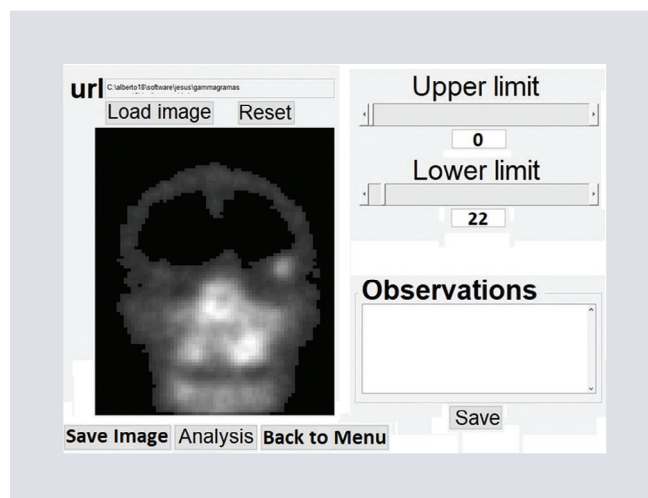 url C:\alberto18\software\jesus\gammagramas
Load image Reset
Save Image Analysis Back to Menu
Upper limit
0
Lower limit
22
Observations
Save